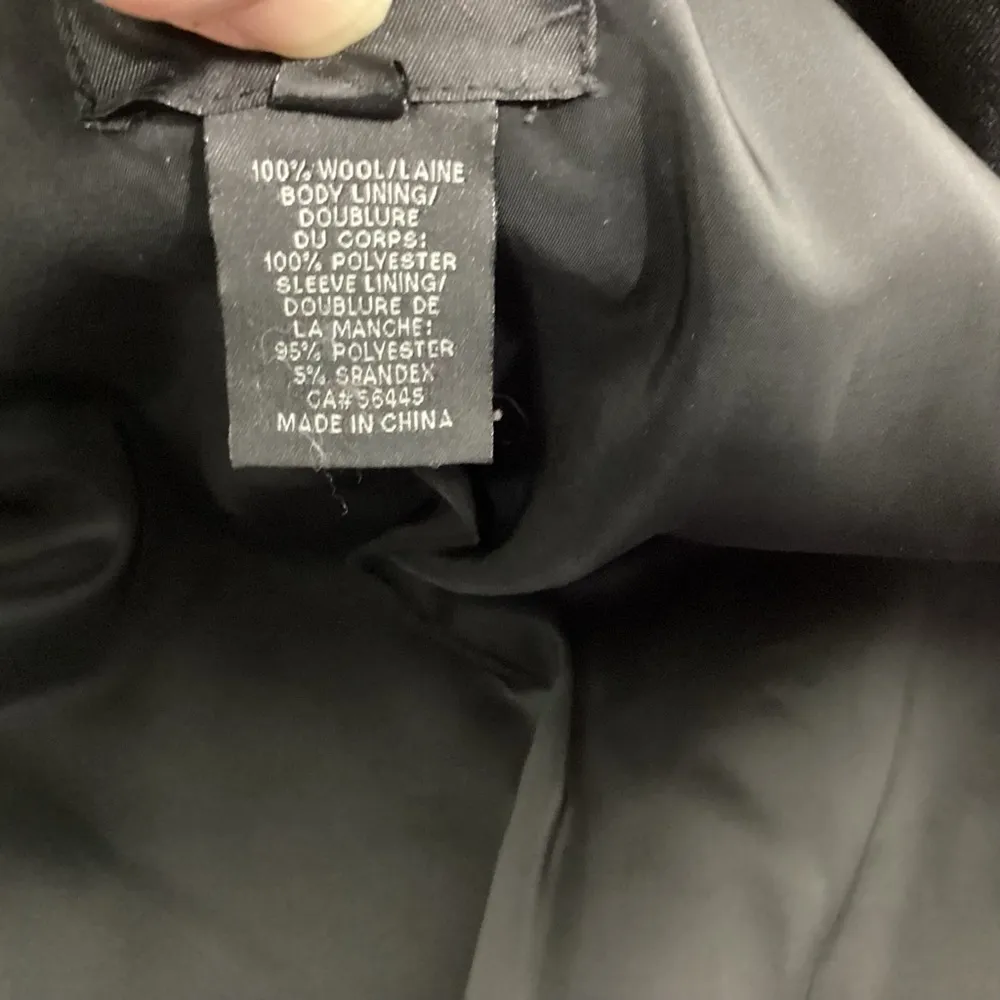 100% WOOL/LAINE
BODY LINING/
DOUBLURE
DU CORPS:
100% POLYESTER
SLEEVE LINING/
DOUBLURE DE
LA MANCHE:
95% POLYESTER
5% SPANDEX
CA#56445
MADE IN CHINA